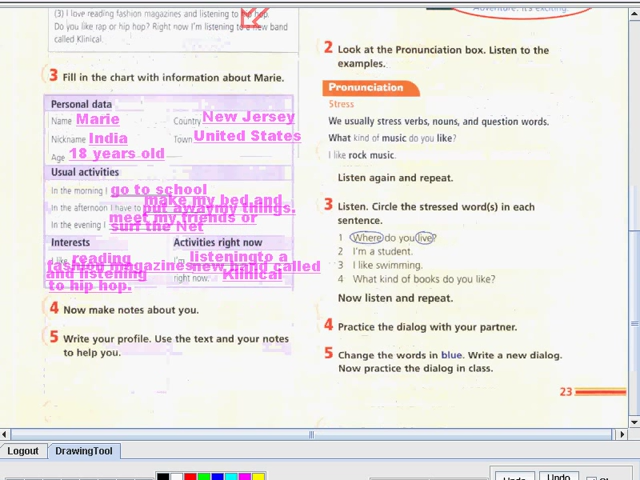 (3) I love reading fashion magazines and listening to hip hop.
Do you like rap or hip hop? Right now I'm listening to a new band
called Klinical.
3 Fill in the chart with information about Marie.
Personal data
Name Marie Country New Jersey
Nickname India Town United States
Age 18 years old
Usual activities
In the morning I go to school
In the afternoon I have to make my bed and
put away my things.
In the evening I meet my friends or
surf the Net
Interests Activities right now
I like reading
fashion magazines
and listening
to hip hop.
I'm listeningto a
new band called
Klinical
right now.
4 Now make notes about you.
5 Write your profile. Use the text and your notes
to help you.
Adventure. It's exciting.
2 Look at the Pronunciation box. Listen to the
examples.
Pronunciation
Stress
We usually stress verbs, nouns, and question words.
What kind of music do you like?
I like rock music.
Listen again and repeat.
3 Listen. Circle the stressed word(s) in each
sentence.
1 Where do you live?
2 I'm a student.
3 I like swimming.
4 What kind of books do you like?
Now listen and repeat.
4 Practice the dialog with your partner.
5 Change the words in blue. Write a new dialog.
Now practice the dialog in class.
23
Logout DrawingTool
Undo Undo